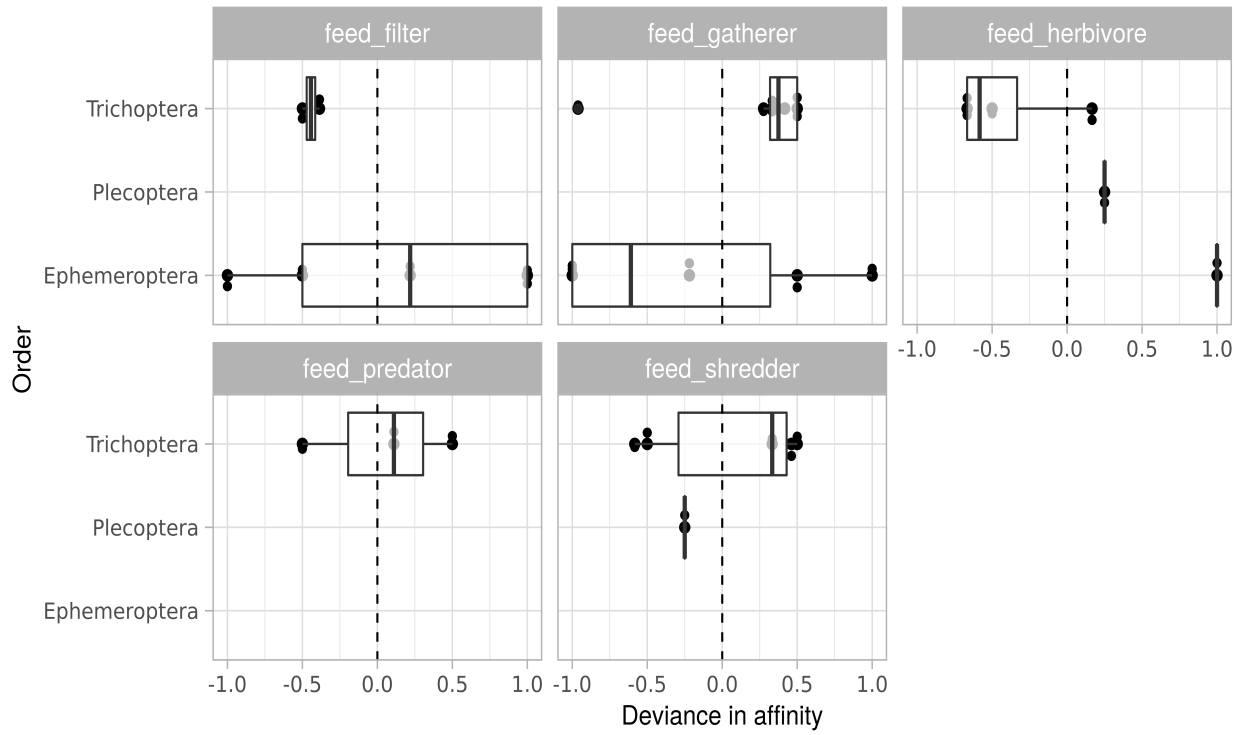 feed_filter feed_gatherer feed_herbivore
Trichoptera
Plecoptera
Ephemeroptera
-1.0 -0.5 0.0 0.5 1.0
Order
feed_predator feed_shredder
Trichoptera
Plecoptera
Ephemeroptera
-1.0 -0.5 0.0 0.5 1.0 -1.0 -0.5 0.0 0.5 1.0
Deviance in affinity